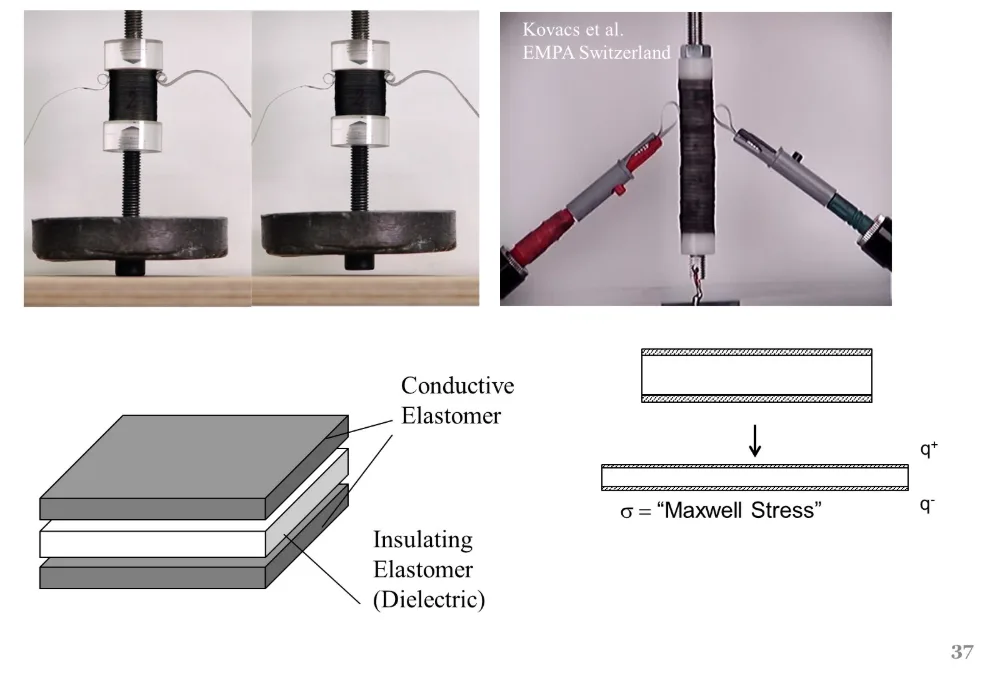 Kovacs et al.
EMPA Switzerland
Conductive
Elastomer
Insulating
Elastomer
(Dielectric)
q+
σ = “Maxwell Stress”
q-
37